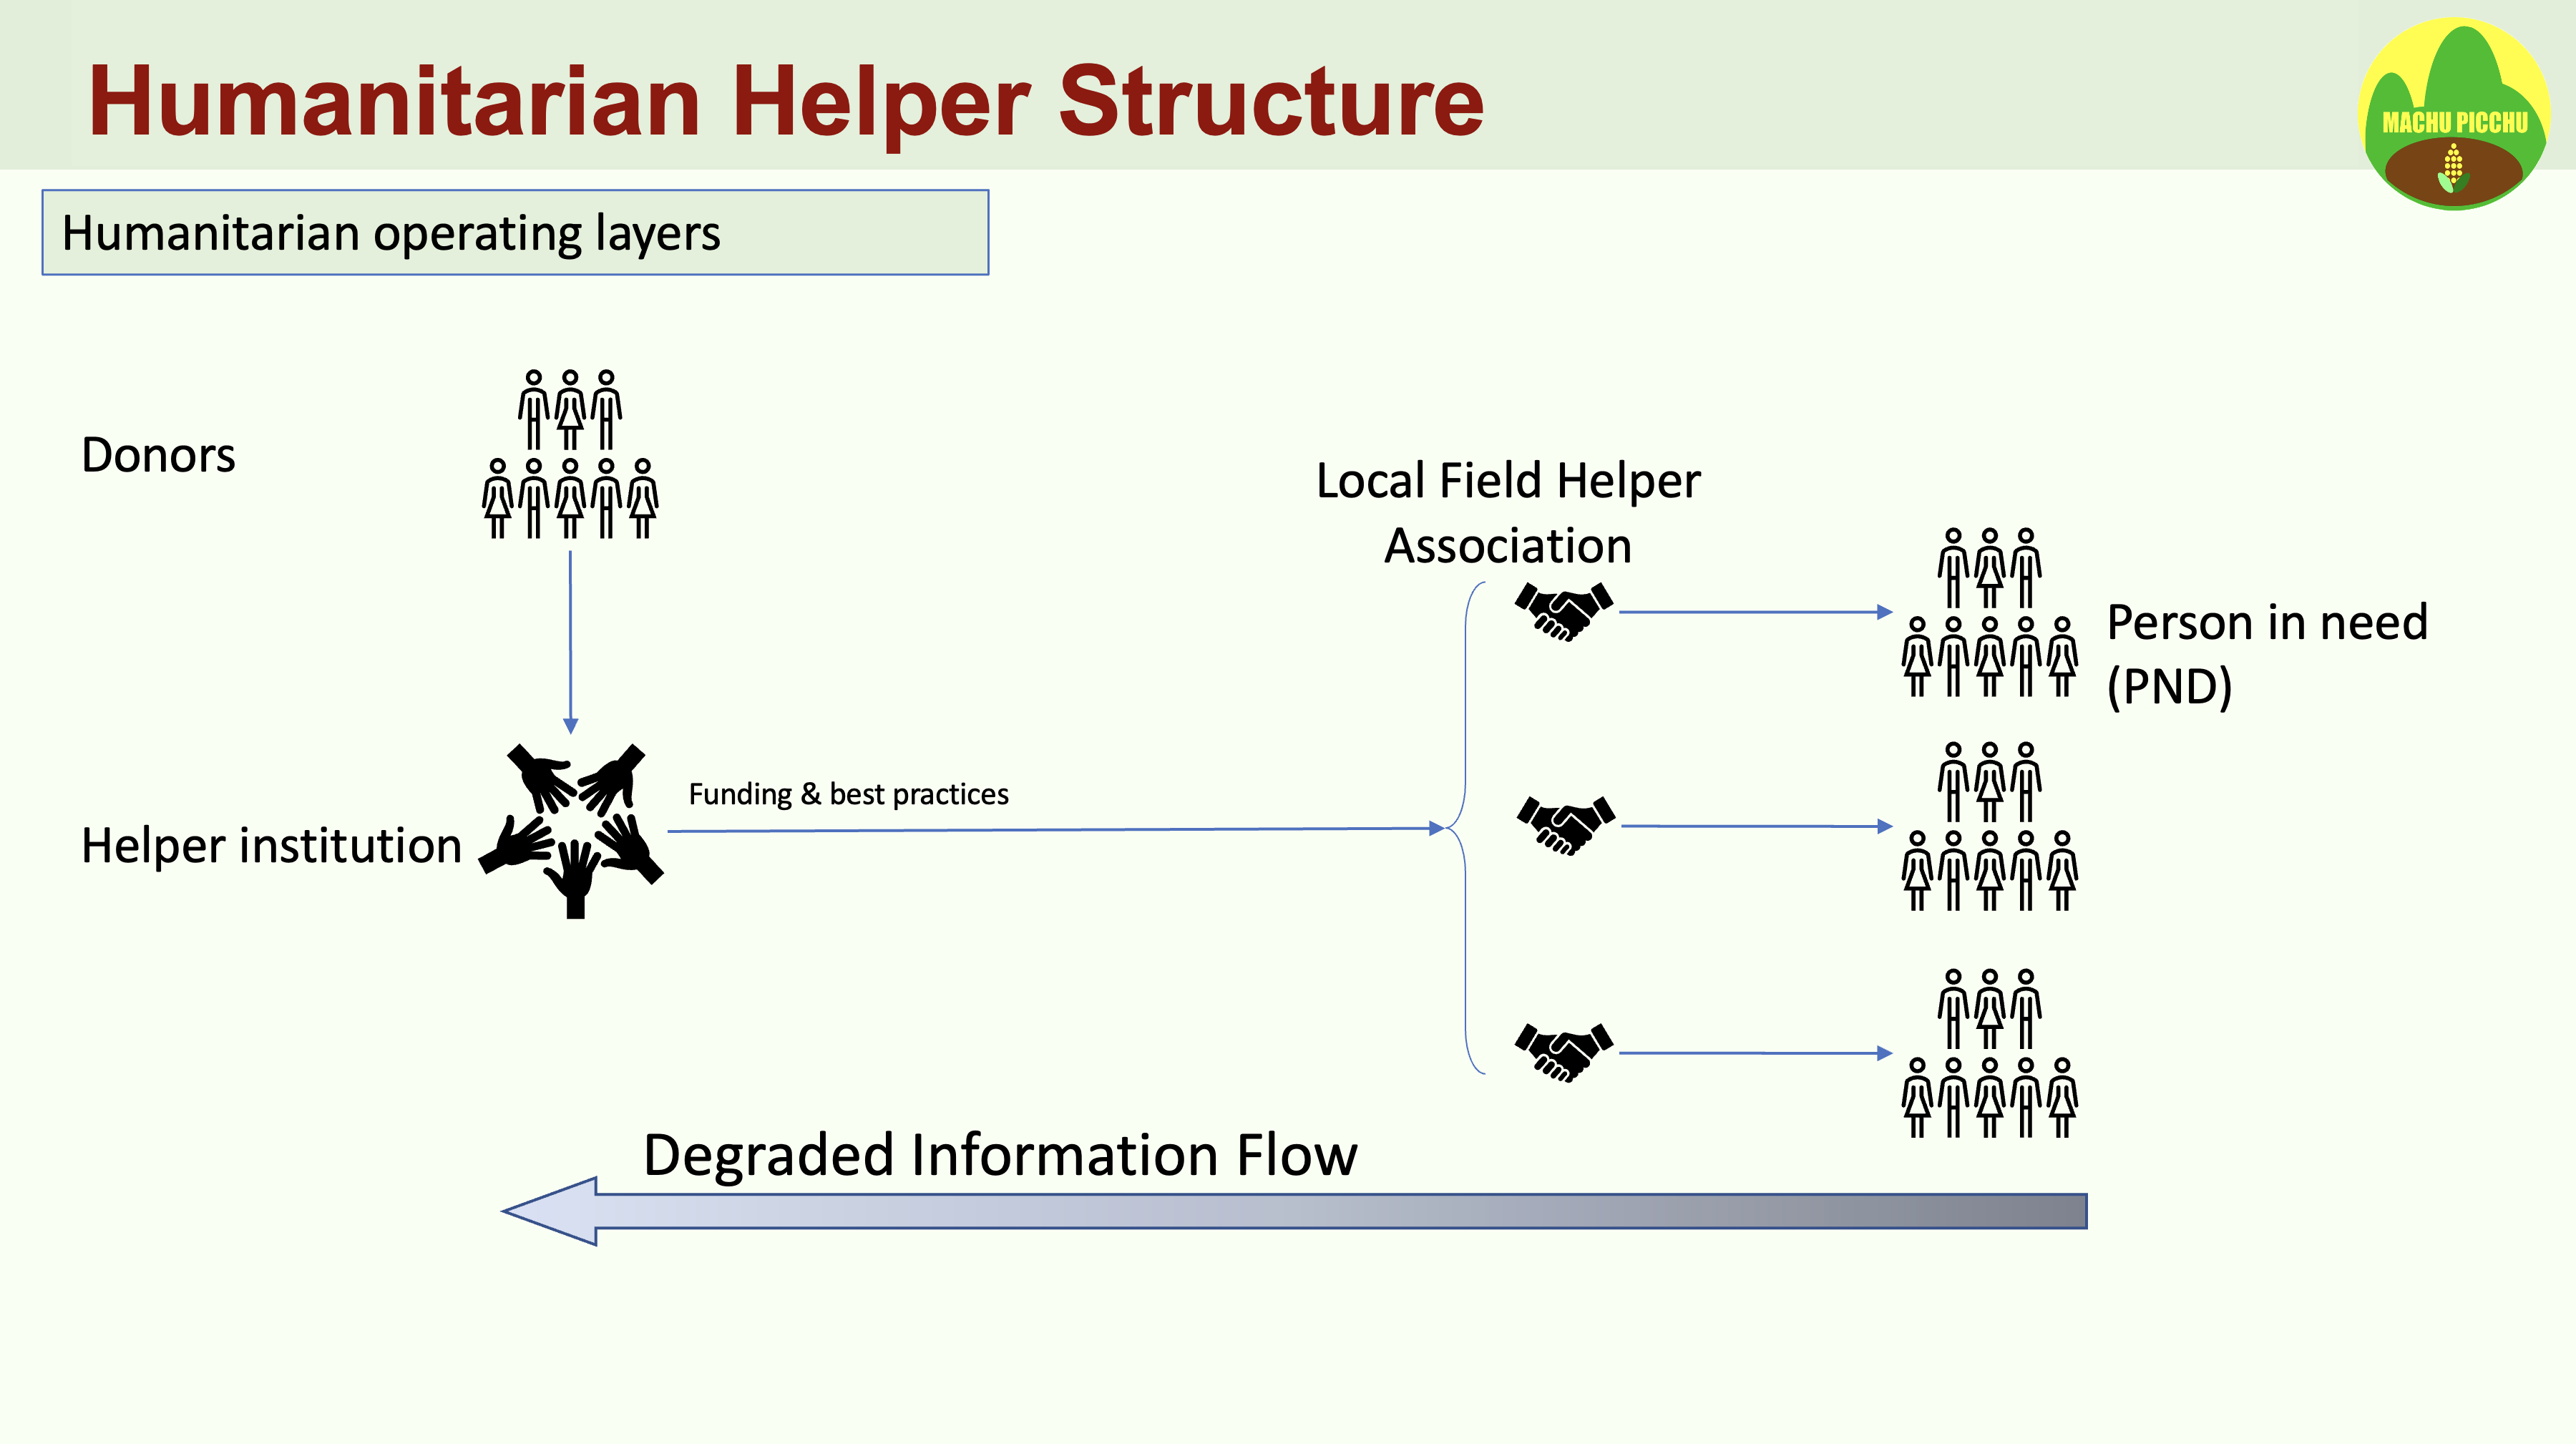 Humanitarian Helper Structure
MACHU PICCHU
Humanitarian operating layers
Donors
Local Field Helper
Association
Person in need
(PND)
Helper institution
Funding & best practices
Degraded Information Flow